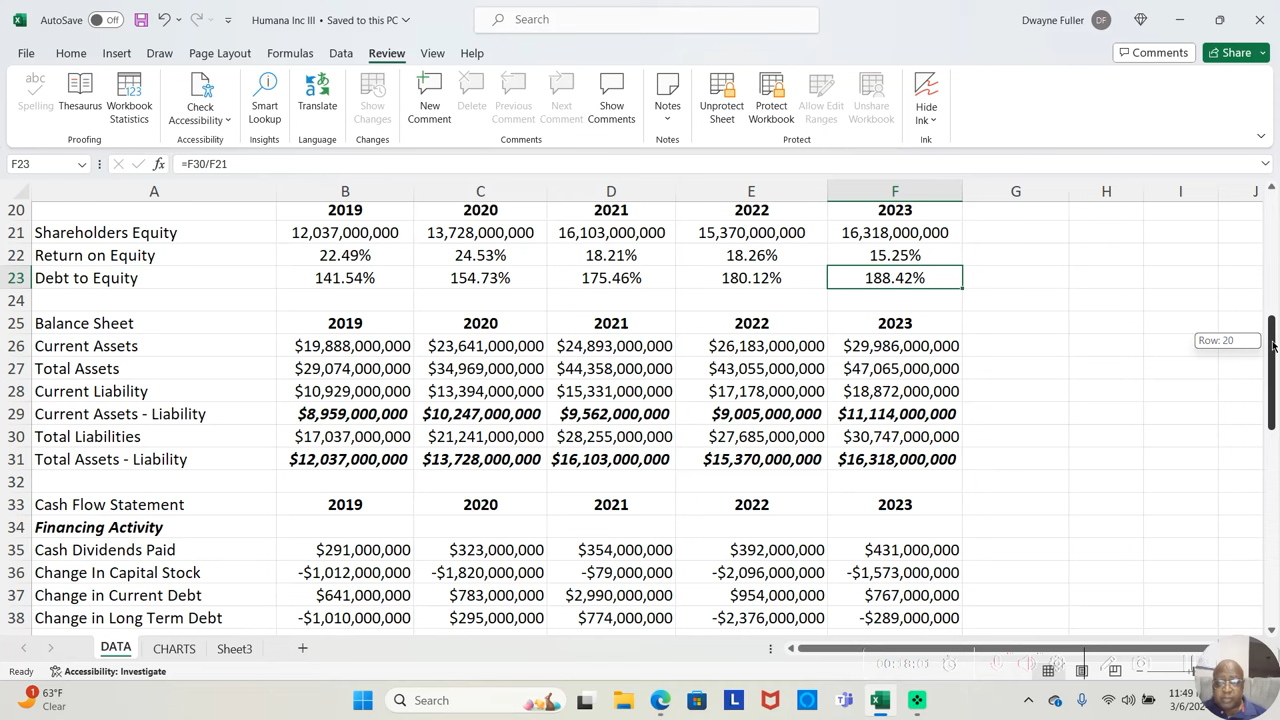 AutoSave Off Humana Inc III • Saved to this PC Search Dwayne Fuller DF
File Home Insert Draw Page Layout Formulas Data Review View Help Comments Share
abc
Spelling Thesaurus Workbook Statistics Check Accessibility Smart Lookup Translate Show Changes New Comment Delete Previous Comment Next Comment Show Comments Notes Unprotect Sheet Protect Workbook Allow Edit Ranges Unshare Workbook Hide Ink
Proofing Accessibility Insights Language Changes Comments Notes Protect Ink
F23 fx =F30/F21
A B C D E F G H I J
20 2019 2020 2021 2022 2023
21 Shareholders Equity 12,037,000,000 13,728,000,000 16,103,000,000 15,370,000,000 16,318,000,000
22 Return on Equity 22.49% 24.53% 18.21% 18.26% 15.25%
23 Debt to Equity 141.54% 154.73% 175.46% 180.12% 188.42%
24
25 Balance Sheet 2019 2020 2021 2022 2023
Row: 20
26 Current Assets $19,888,000,000 $23,641,000,000 $24,893,000,000 $26,183,000,000 $29,986,000,000
27 Total Assets $29,074,000,000 $34,969,000,000 $44,358,000,000 $43,055,000,000 $47,065,000,000
28 Current Liability $10,929,000,000 $13,394,000,000 $15,331,000,000 $17,178,000,000 $18,872,000,000
29 Current Assets - Liability $8,959,000,000 $10,247,000,000 $9,562,000,000 $9,005,000,000 $11,114,000,000
30 Total Liabilities $17,037,000,000 $21,241,000,000 $28,255,000,000 $27,685,000,000 $30,747,000,000
31 Total Assets - Liability $12,037,000,000 $13,728,000,000 $16,103,000,000 $15,370,000,000 $16,318,000,000
32
33 Cash Flow Statement 2019 2020 2021 2022 2023
34 Financing Activity
35 Cash Dividends Paid $291,000,000 $323,000,000 $354,000,000 $392,000,000 $431,000,000
36 Change In Capital Stock -$1,012,000,000 -$1,820,000,000 -$79,000,000 -$2,096,000,000 -$1,573,000,000
37 Change in Current Debt $641,000,000 $783,000,000 $2,990,000,000 $954,000,000 $767,000,000
38 Change in Long Term Debt -$1,010,000,000 $295,000,000 $774,000,000 -$2,376,000,000 -$289,000,000
DATA CHARTS Sheet3
Ready Accessibility: Investigate
1 63°F Search L 11:49
Clear 3/6